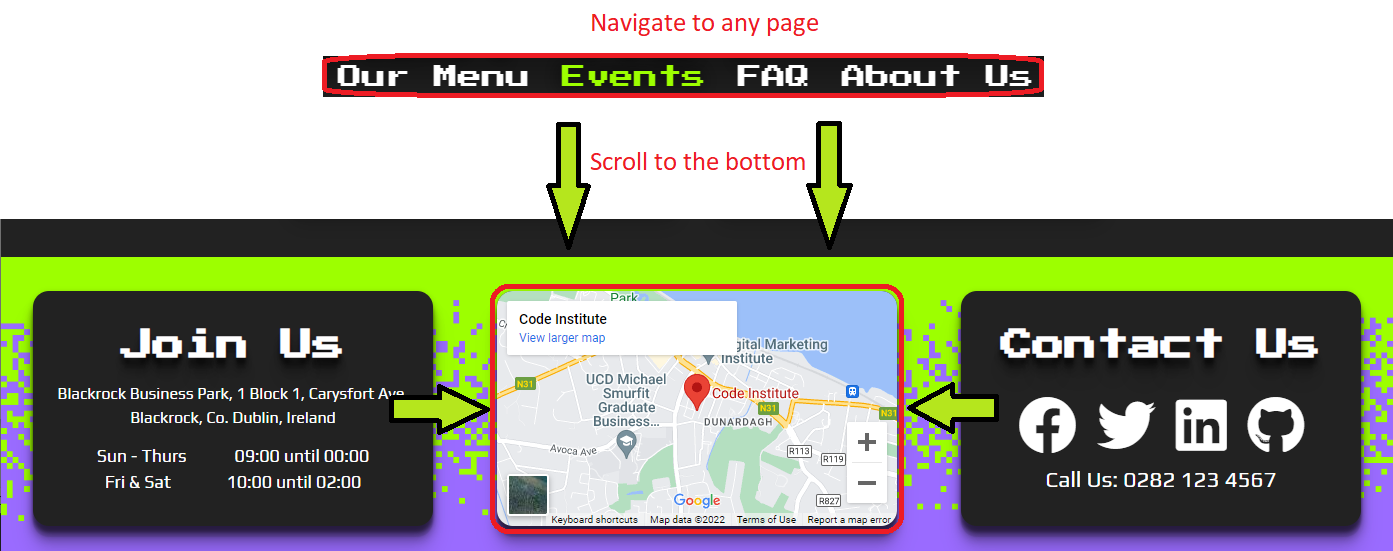 Navigate to any page
Our Menu Events FAQ About Us
Scroll to the bottom
Join Us
Blackrock Business Park, 1 Block 1, Carysfort Ave
Blackrock, Co. Dublin, Ireland
Sun - Thurs 09:00 until 00:00
Fri & Sat 10:00 until 02:00
Park
Code Institute
View larger map
igital Marketing
Institute
N31
UCD Michael
Smurfit
Graduate
Business...
Code Institute
N31
N31
DUNARDAGH
Avoca Ave
R113
R119
R827
Google
Keyboard shortcuts Map data ©2022 Terms of Use Report a map error
Contact Us
Call Us: 0282 123 4567